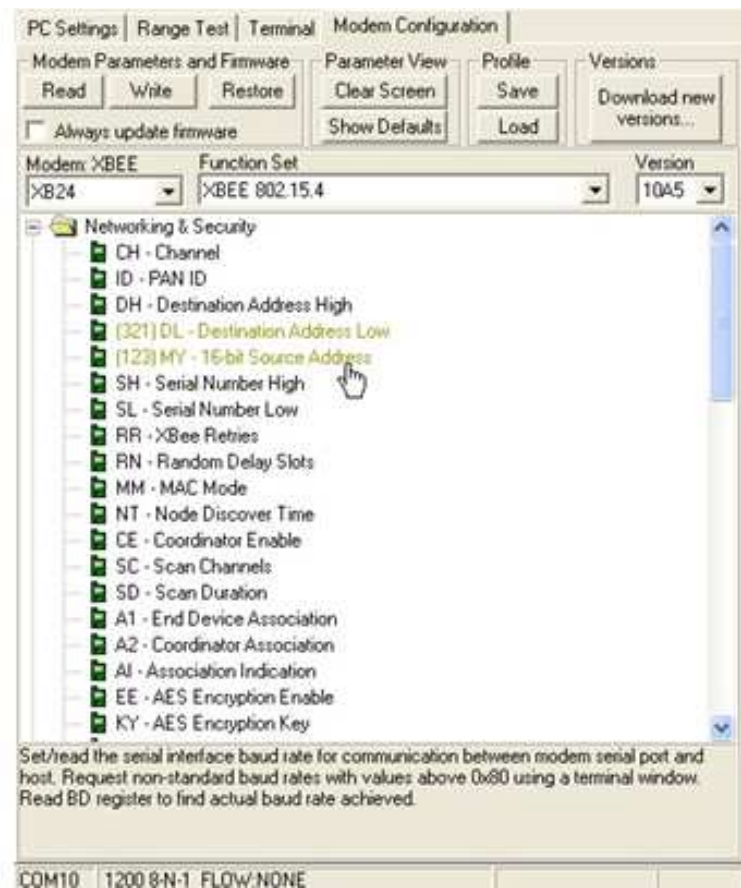 PC Settings Range Test Terminal Modem Configuration
Modem Parameters and Firmware Parameter View Profile Versions
Read Write Restore Clear Screen Save Download new versions...
Always update firmware Show Defaults Load
Modem: XBEE Function Set Version
XB24 XBEE 802.15.4 10A5
Networking & Security
CH - Channel
ID - PAN ID
DH - Destination Address High
(321) DL - Destination Address Low
(123) MY - 16-bit Source Address
SH - Serial Number High
SL - Serial Number Low
RR - XBee Retries
RN - Random Delay Slots
MM - MAC Mode
NT - Node Discover Time
CE - Coordinator Enable
SC - Scan Channels
SD - Scan Duration
A1 - End Device Association
A2 - Coordinator Association
AI - Association Indication
EE - AES Encryption Enable
KY - AES Encryption Key
Set/read the serial interface baud rate for communication between modem serial port and
host. Request non-standard baud rates with values above 0x80 using a terminal window.
Read BD register to find actual baud rate achieved.
COM10 1200 8-N-1 FLOW:NONE